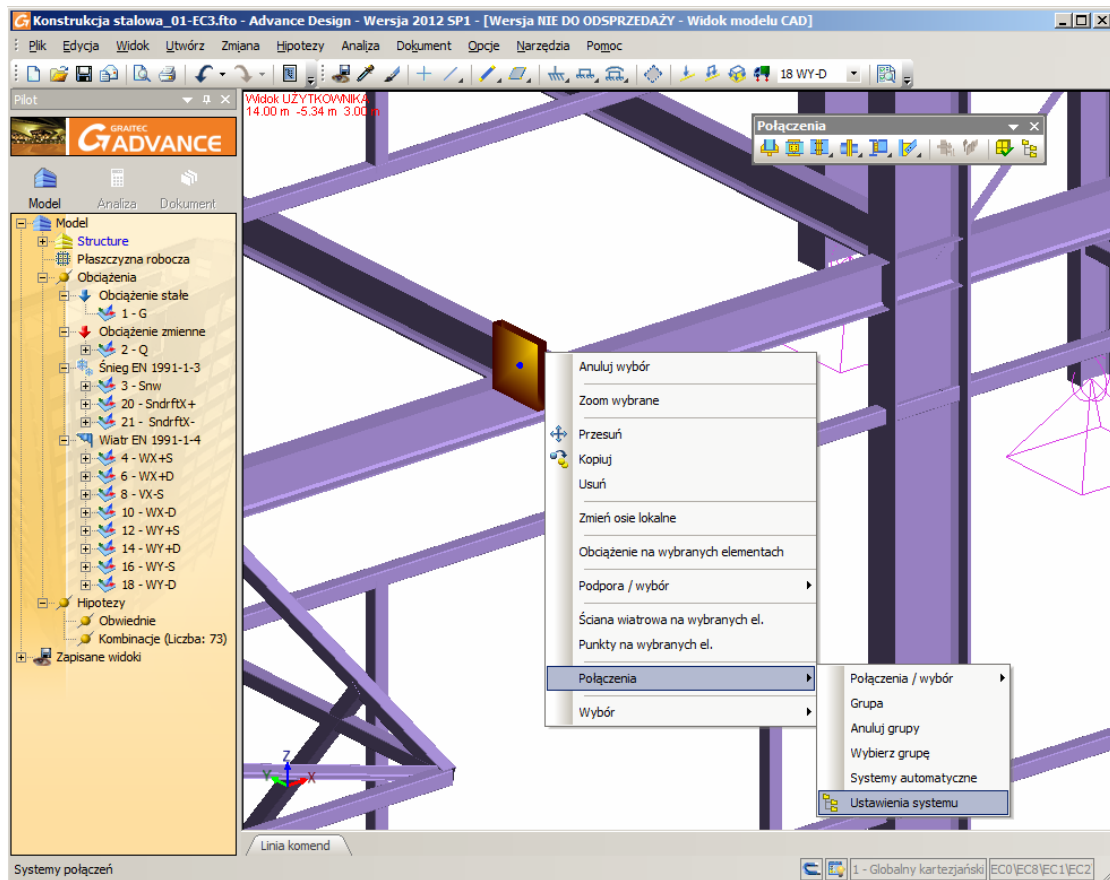 Konstrukcja stalowa_01-EC3.fto - Advance Design - Wersja 2012 SP1 - [Wersja NIE DO ODSPRZEDAŻY - Widok modelu CAD]
Plik Edycja Widok Utwórz Zmiana Hipotezy Analiza Dokument Opcje Narzędzia Pomoc
18 WY-D
Pilot
GRAITEC
ADVANCE
Model Analiza Dokument
Model
Structure
Płaszczyzna robocza
Obciążenia
Obciążenie stałe
1 - G
Obciążenie zmienne
2 - Q
Śnieg EN 1991-1-3
3 - Snw
20 - SndrftX+
21 - SndrftX-
Wiatr EN 1991-1-4
4 - WX+S
6 - WX+D
8 - VX-S
10 - WX-D
12 - WY+S
14 - WY+D
16 - WY-S
18 - WY-D
Hipotezy
Obwiednie
Kombinacje (Liczba: 73)
Zapisane widoki
Widok UŻYTKOWNIKA
14.00 m -5.34 m 3.00 m
Połączenia
Anuluj wybór
Zoom wybrane
Przesuń
Kopiuj
Usuń
Zmień osie lokalne
Obciążenie na wybranych elementach
Podpora / wybór
Ściana wiatrowa na wybranych el.
Punkty na wybranych el.
Połączenia
Wybór
Połączenia / wybór
Grupa
Anuluj grupy
Wybierz grupę
Systemy automatyczne
Ustawienia systemu
Z
Y
X
Linia komend
Systemy połączeń
1 - Globalny kartezjański
EC0\EC8\EC1\EC2